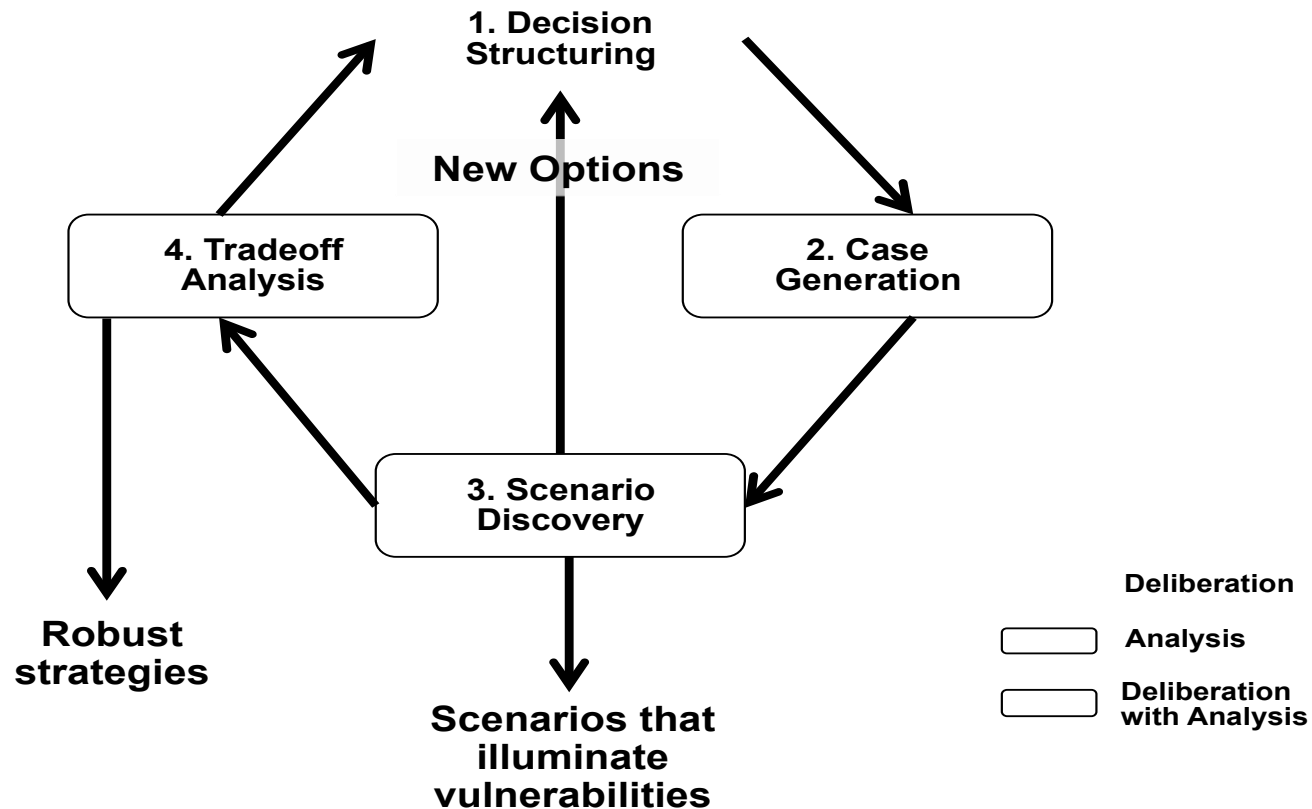 1. Decision
Structuring
New Options
4. Tradeoff
Analysis
2. Case
Generation
3. Scenario
Discovery
Robust
strategies
Scenarios that
illuminate
vulnerabilities
Deliberation
Analysis
Deliberation
with Analysis